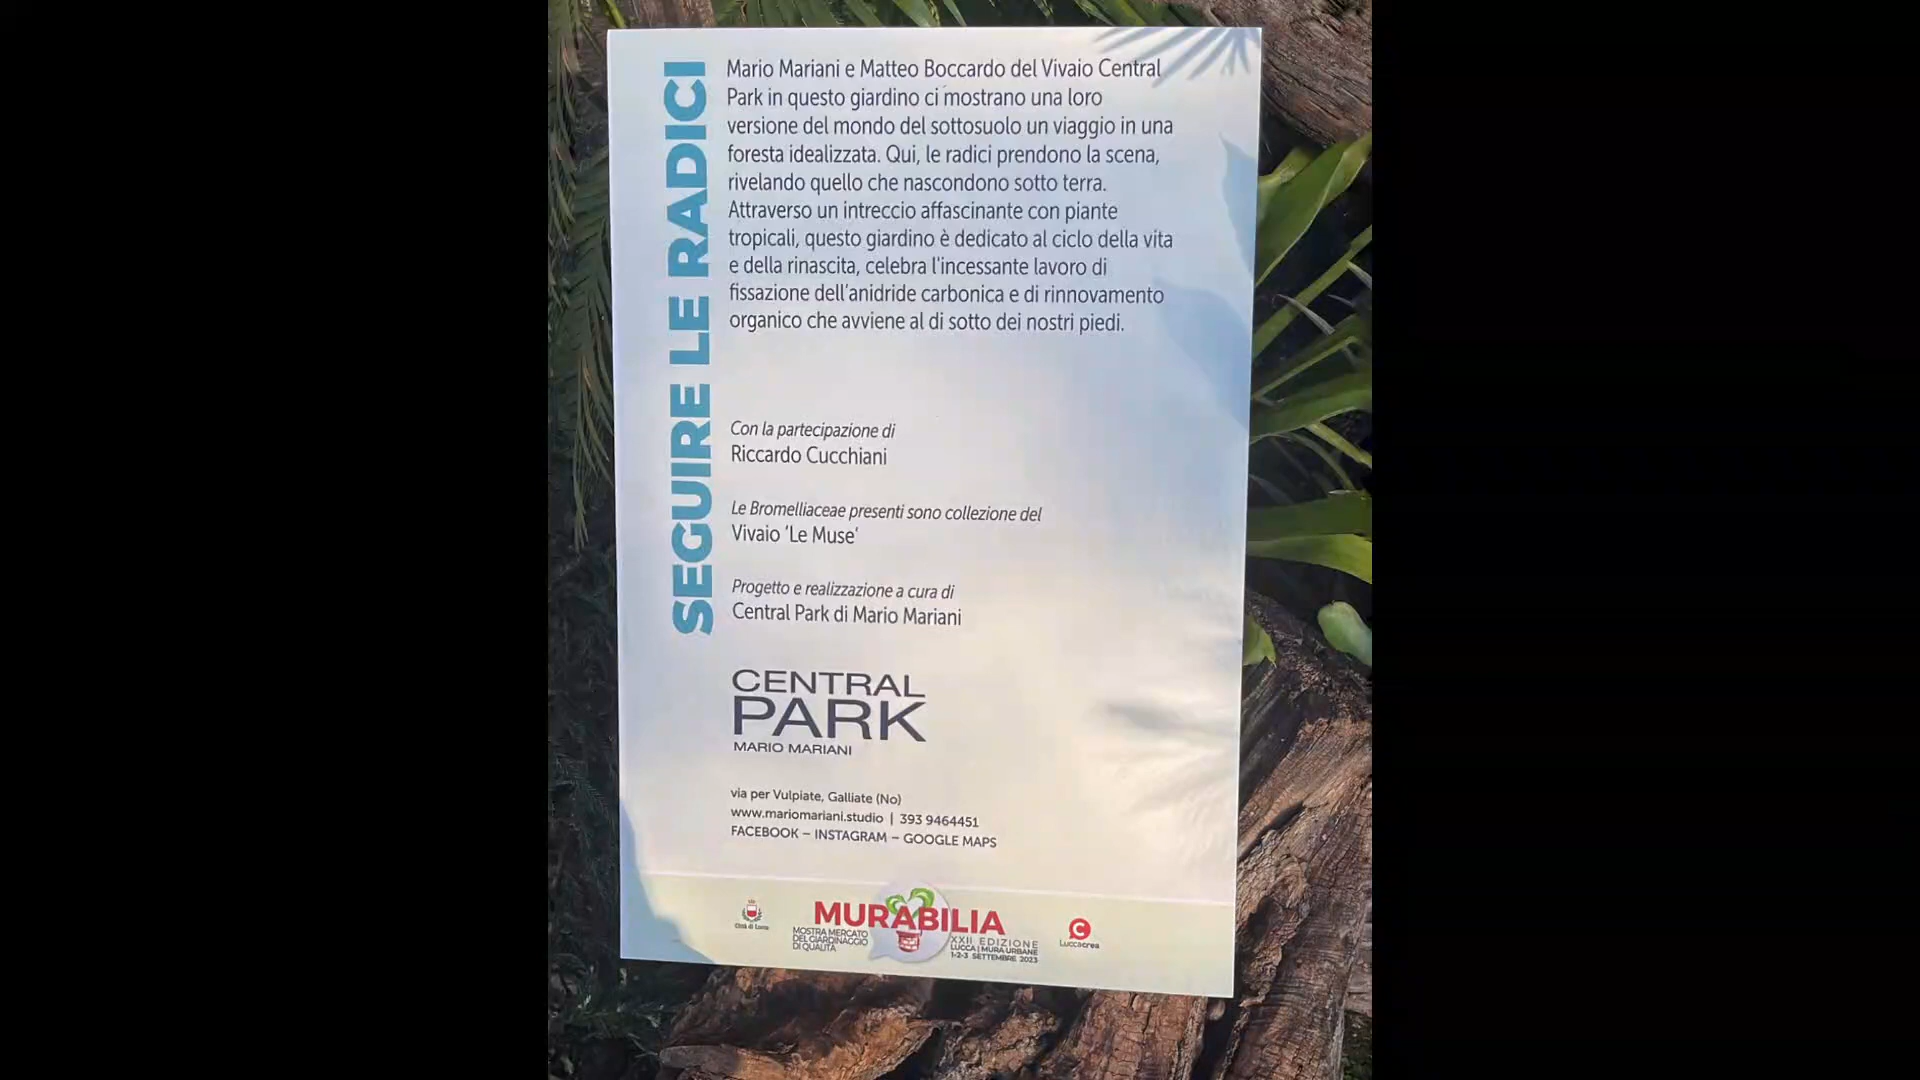 SEGUIRE LE RADICI
Mario Mariani e Matteo Boccardo del Vivaio Central
Park in questo giardino ci mostrano una loro
versione del mondo del sottosuolo un viaggio in una
foresta idealizzata. Qui, le radici prendono la scena,
rivelando quello che nascondono sotto terra.
Attraverso un intreccio affascinante con piante
tropicali, questo giardino è dedicato al ciclo della vita
e della rinascita, celebra l'incessante lavoro di
fissazione dell'anidride carbonica e di rinnovamento
organico che avviene al di sotto dei nostri piedi.
Con la partecipazione di
Riccardo Cucchiani
Le Bromelliaceae presenti sono collezione del
Vivaio 'Le Muse'
Progetto e realizzazione a cura di
Central Park di Mario Mariani
CENTRAL
PARK
MARIO MARIANI
via per Vulpiate, Galliate (No)
www.mariomariani.studio | 393 9464451
FACEBOOK – INSTAGRAM – GOOGLE MAPS
Città di Lucca
MURABILIA
MOSTRA MERCATO
DEL GIARDINAGGIO
DI QUALITÀ
XXII EDIZIONE
LUCCA | MURA URBANE
1-2-3 SETTEMBRE 2023
Luccacrea